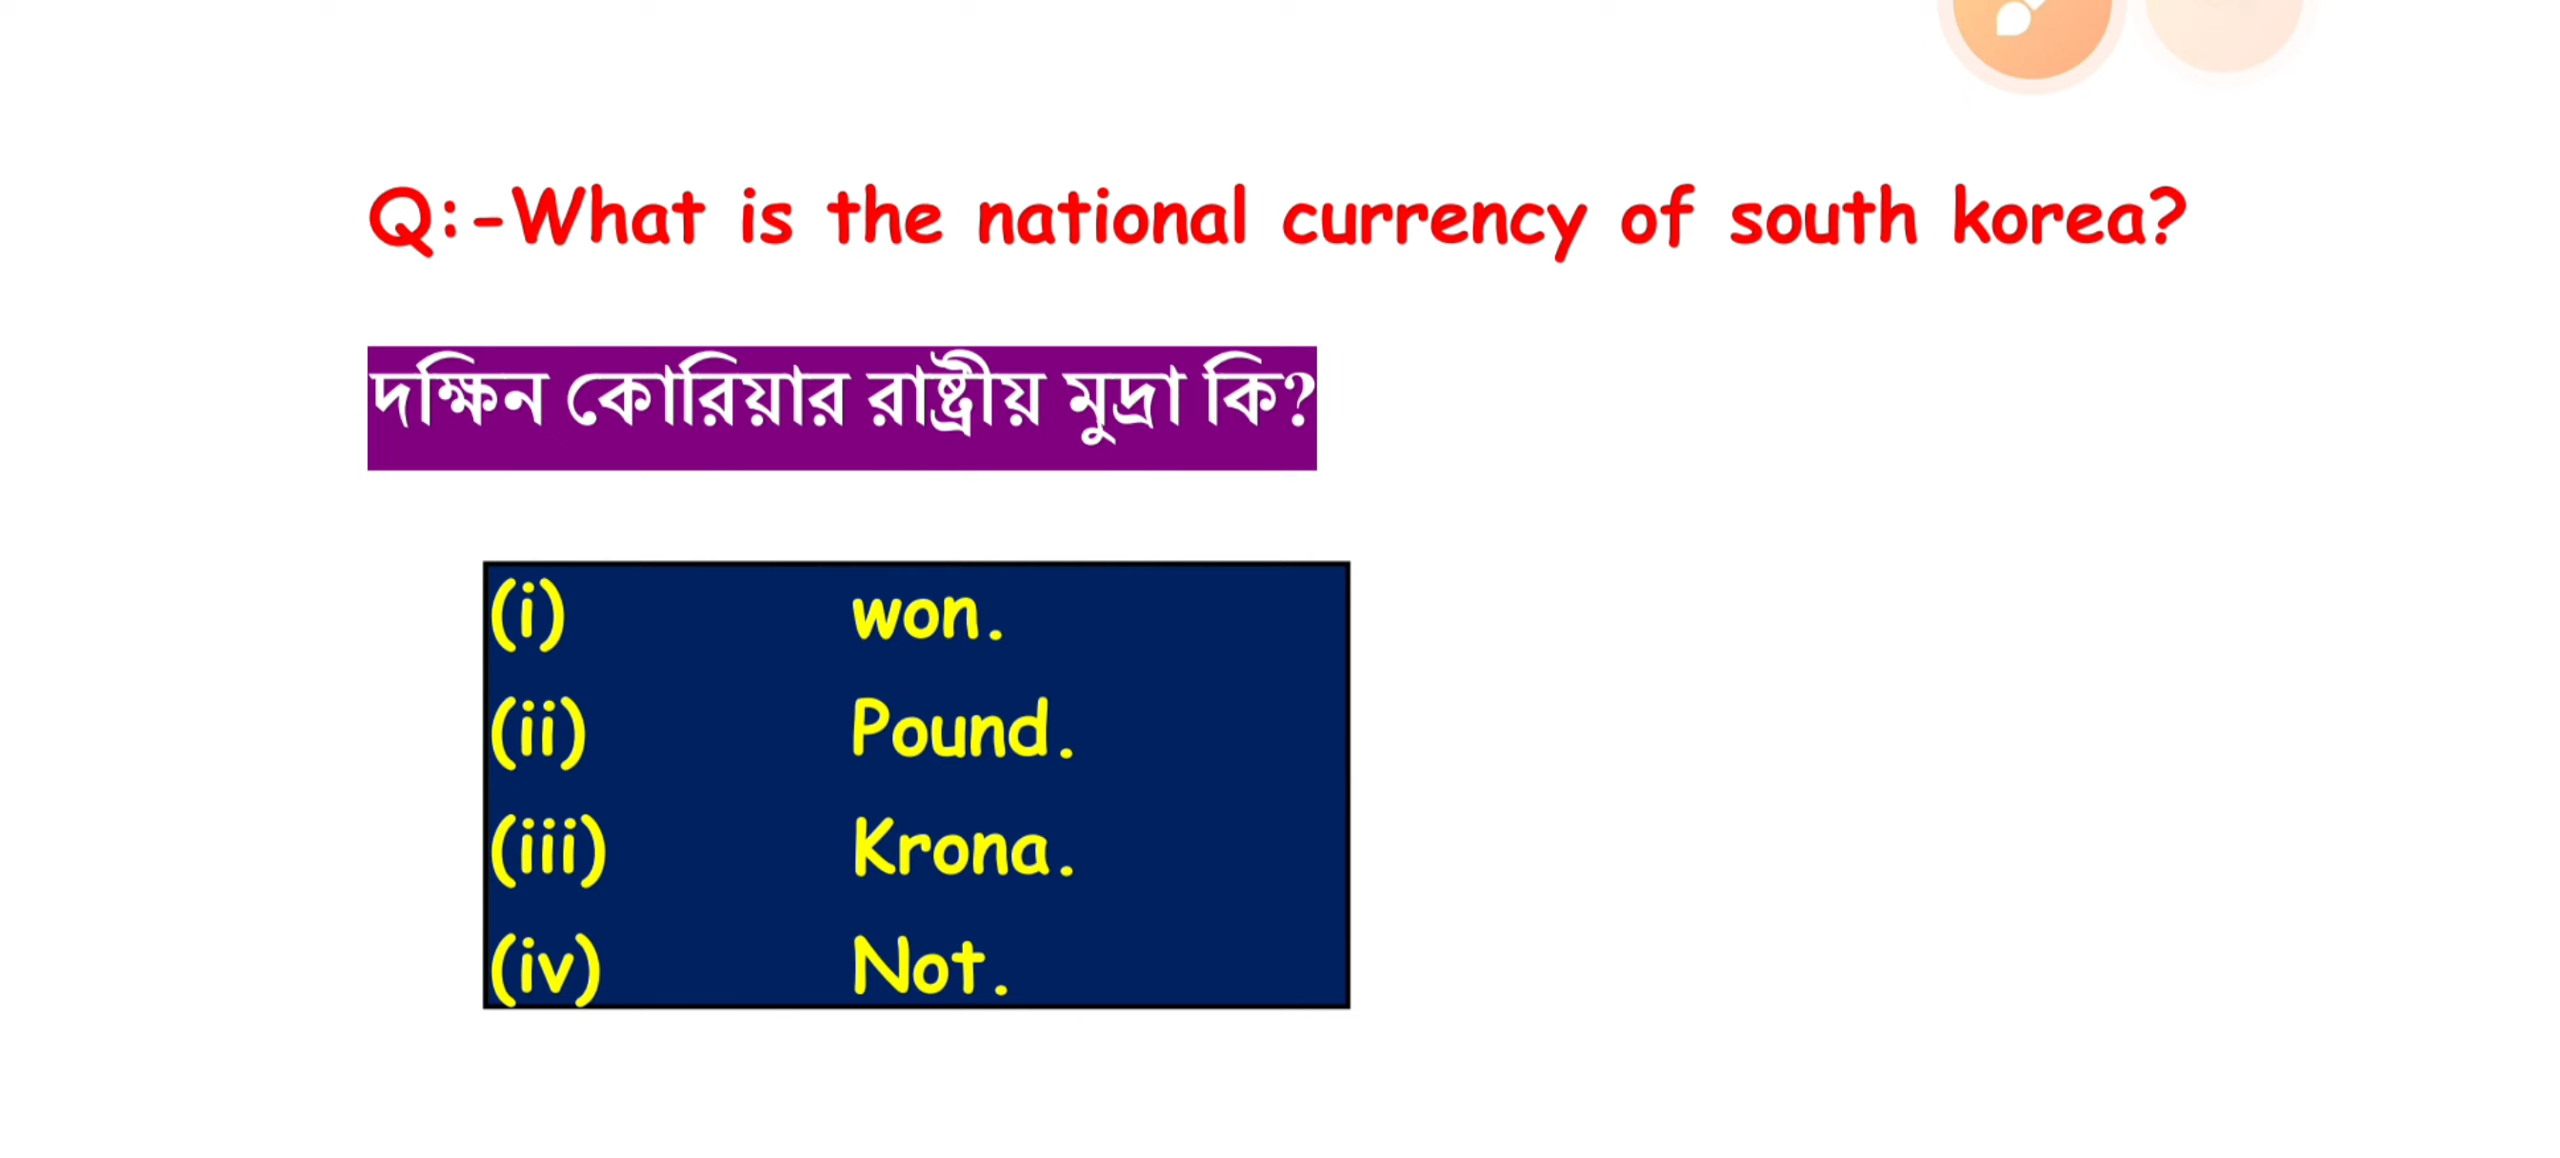 Q:-What is the national currency of south korea?
দক্ষিন কোরিয়ার রাষ্ট্রীয় মুদ্রা কি?
(i) won.
(ii) Pound.
(iii) Krona.
(iv) Not.